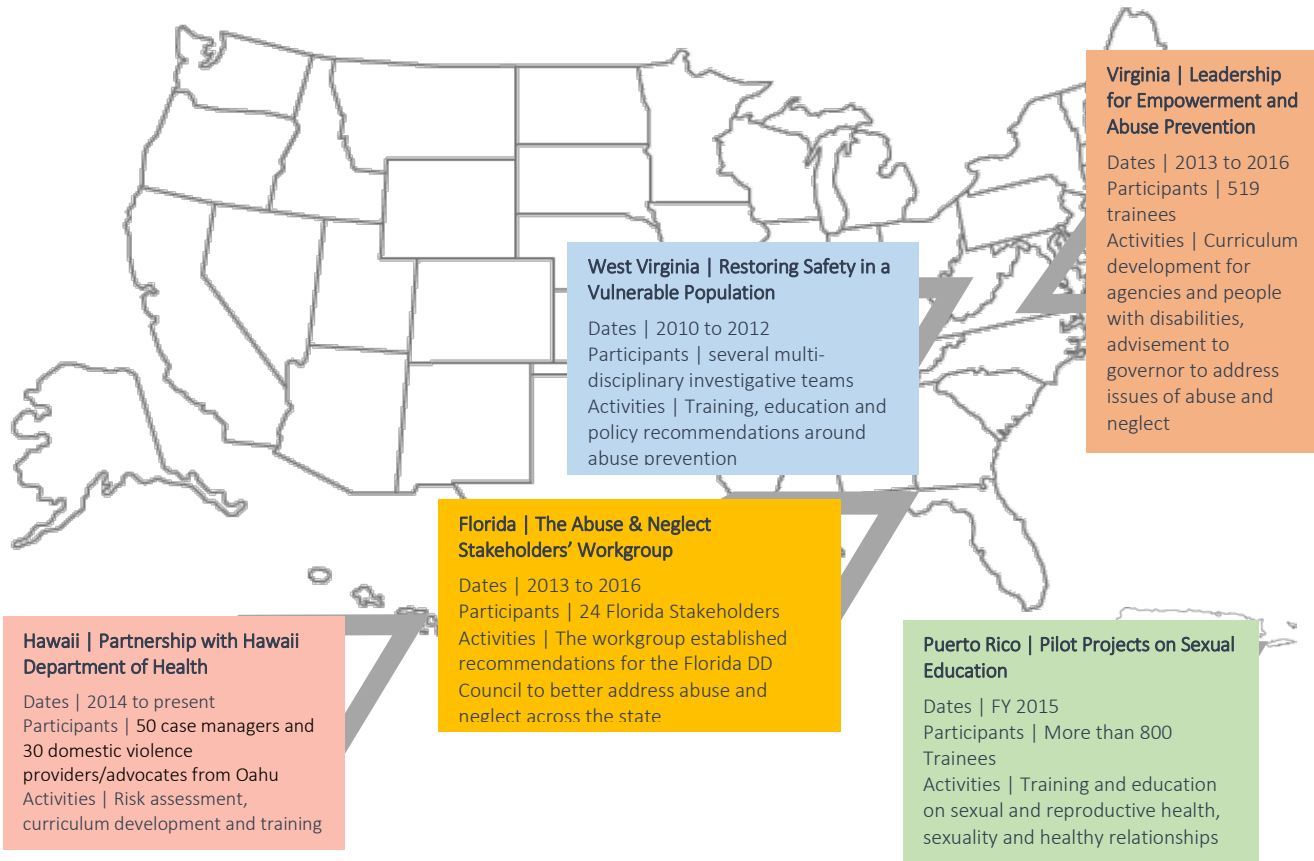 Virginia | Leadership
for Empowerment and
Abuse Prevention
Dates | 2013 to 2016
Participants | 519
trainees
Activities | Curriculum
development for
agencies and people
with disabilities,
advisement to
governor to address
issues of abuse and
neglect
West Virginia | Restoring Safety in a
Vulnerable Population
Dates | 2010 to 2012
Participants | several multi-
disciplinary investigative teams
Activities | Training, education and
policy recommendations around
abuse prevention
Florida | The Abuse & Neglect
Stakeholders’ Workgroup
Dates | 2013 to 2016
Participants | 24 Florida Stakeholders
Activities | The workgroup established
recommendations for the Florida DD
Council to better address abuse and
neglect across the state
Hawaii | Partnership with Hawaii
Department of Health
Dates | 2014 to present
Participants | 50 case managers and
30 domestic violence
providers/advocates from Oahu
Activities | Risk assessment,
curriculum development and training
Puerto Rico | Pilot Projects on Sexual
Education
Dates | FY 2015
Participants | More than 800
Trainees
Activities | Training and education
on sexual and reproductive health,
sexuality and healthy relationships